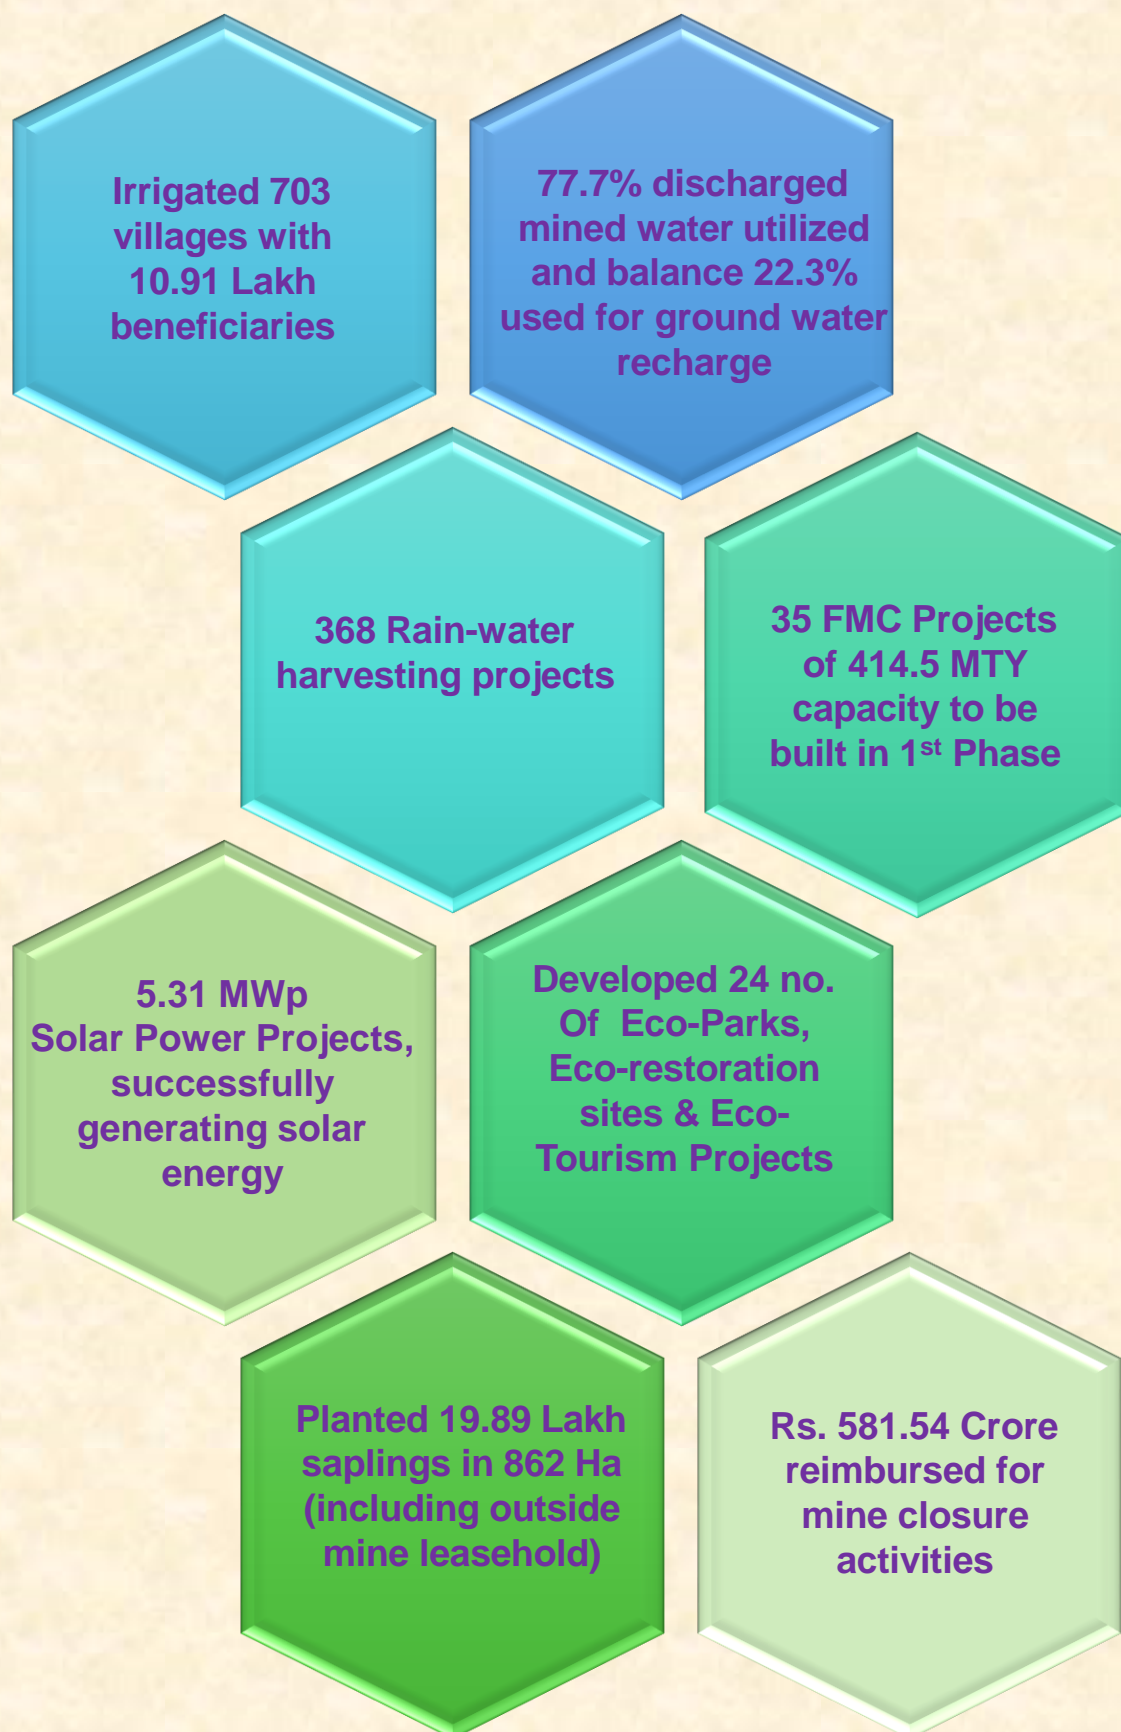 Irrigated 703
villages with
10.91 Lakh
beneficiaries
77.7% discharged
mined water utilized
and balance 22.3%
used for ground water
recharge
368 Rain-water
harvesting projects
35 FMC Projects
of 414.5 MTY
capacity to be
built in 1st Phase
5.31 MWp
Solar Power Projects,
successfully
generating solar
energy
Developed 24 no.
Of Eco-Parks,
Eco-restoration
sites & Eco-
Tourism Projects
Planted 19.89 Lakh
saplings in 862 Ha
(including outside
mine leasehold)
Rs. 581.54 Crore
reimbursed for
mine closure
activities